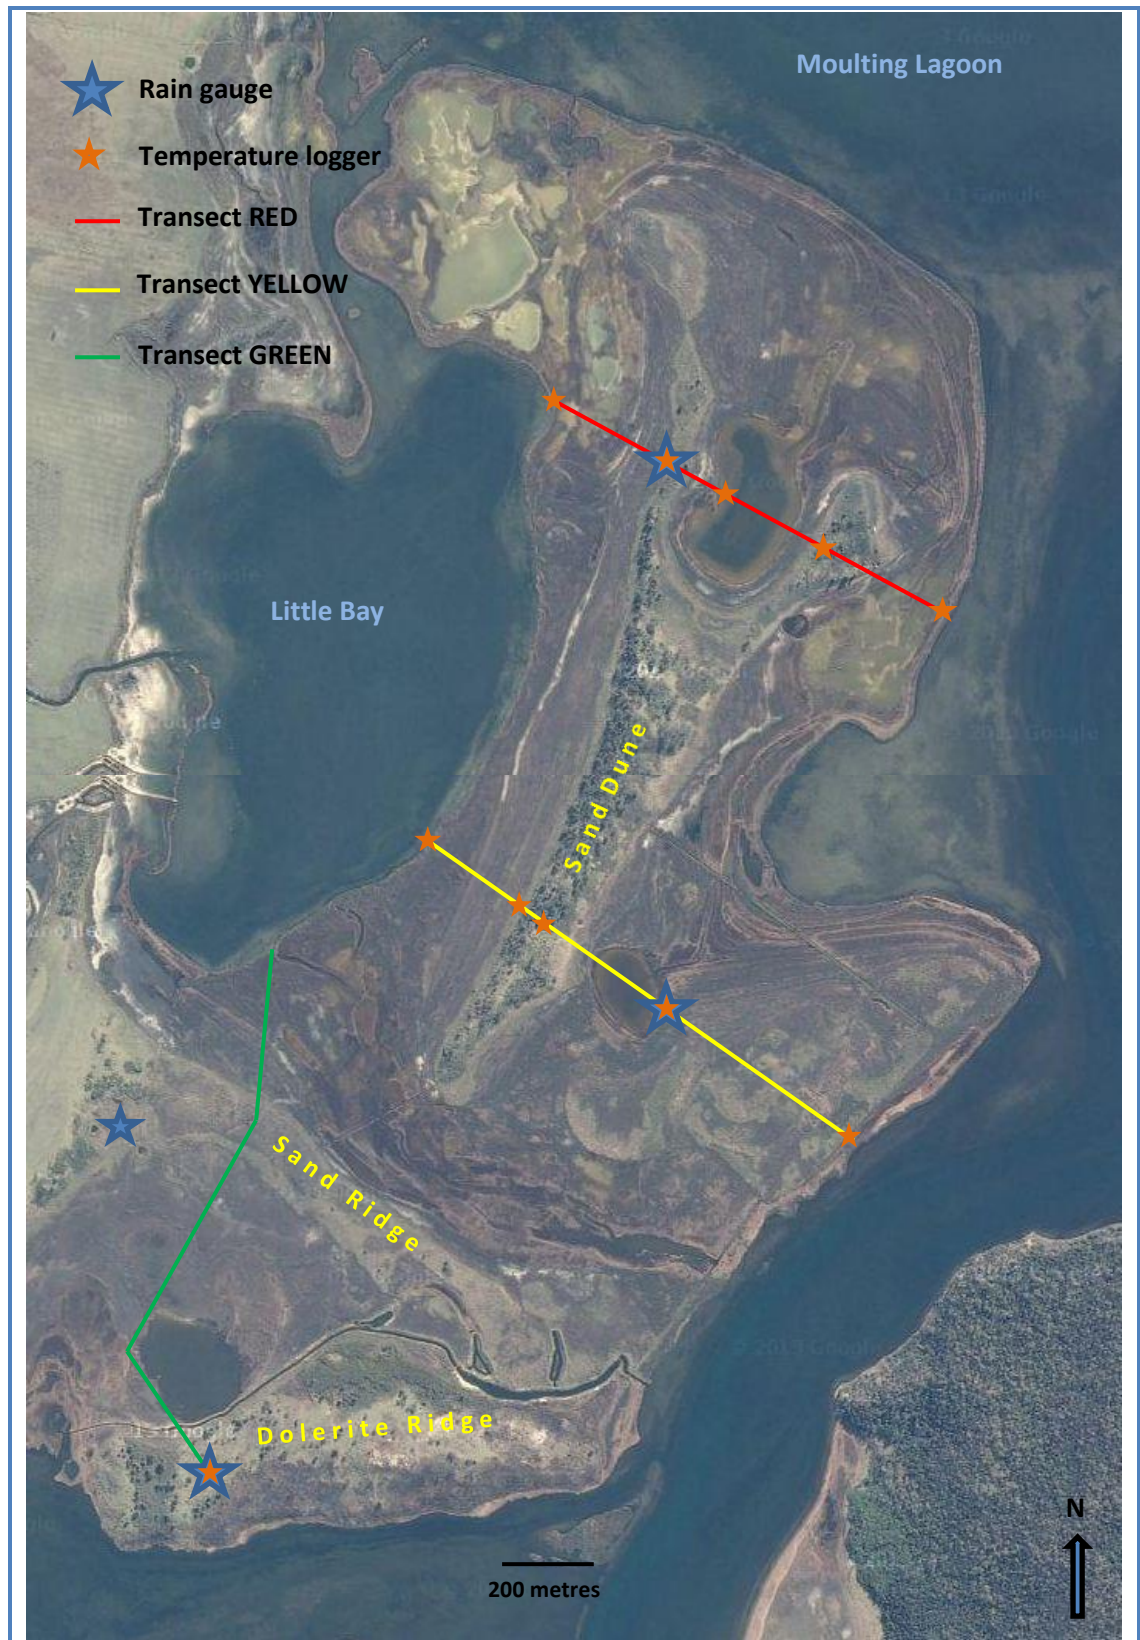 Moulting Lagoon
Rain gauge
Temperature logger
Transect RED
Transect YELLOW
Transect GREEN
Little Bay
Sand Dune
Sand Ridge
Dolerite Ridge
N
200 metres